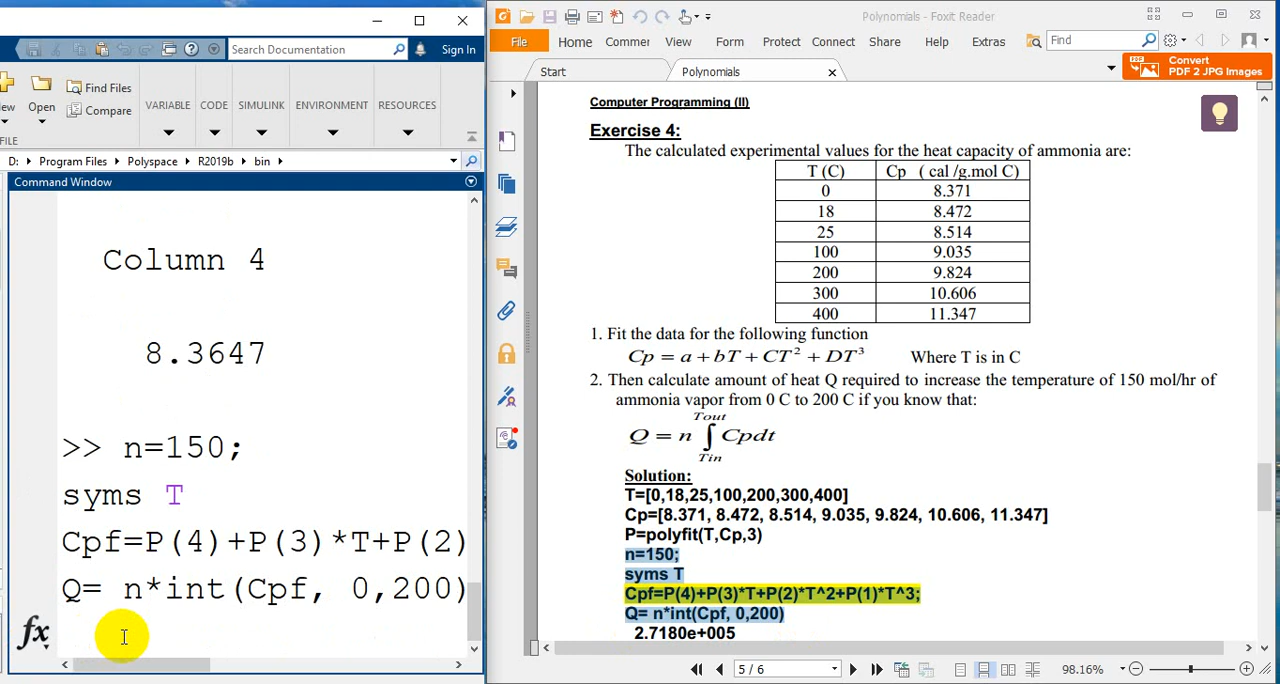 Search Documentation
Sign In
ew
Open
Find Files
Compare
VARIABLE
CODE
SIMULINK
ENVIRONMENT
RESOURCES
FILE
D: Program Files Polyspace R2019b bin
Command Window
Column 4
8.3647
>> n=150;
syms T
Cpf=P(4)+P(3)*T+P(2)
Q= n*int(Cpf, 0,200)
fx
Polynomials - Foxit Reader
File
Home
Commer
View
Form
Protect
Connect
Share
Help
Extras
Find
Start
Polynomials
Convert
PDF 2 JPG Images
Computer Programming (II)
Exercise 4:
The calculated experimental values for the heat capacity of ammonia are:
T (C) Cp ( cal /g.mol C)
0 8.371
18 8.472
25 8.514
100 9.035
200 9.824
300 10.606
400 11.347
1. Fit the data for the following function
Cp = a + bT + CT² + DT³ Where T is in C
2. Then calculate amount of heat Q required to increase the temperature of 150 mol/hr of
ammonia vapor from 0 C to 200 C if you know that:
Tout
Q = n ∫ Cpdt
Tin
Solution:
T=[0,18,25,100,200,300,400]
Cp=[8.371, 8.472, 8.514, 9.035, 9.824, 10.606, 11.347]
P=polyfit(T,Cp,3)
n=150;
syms T
Cpf=P(4)+P(3)*T+P(2)*T^2+P(1)*T^3;
Q= n*int(Cpf, 0,200)
2.7180e+005
5 / 6
98.16%